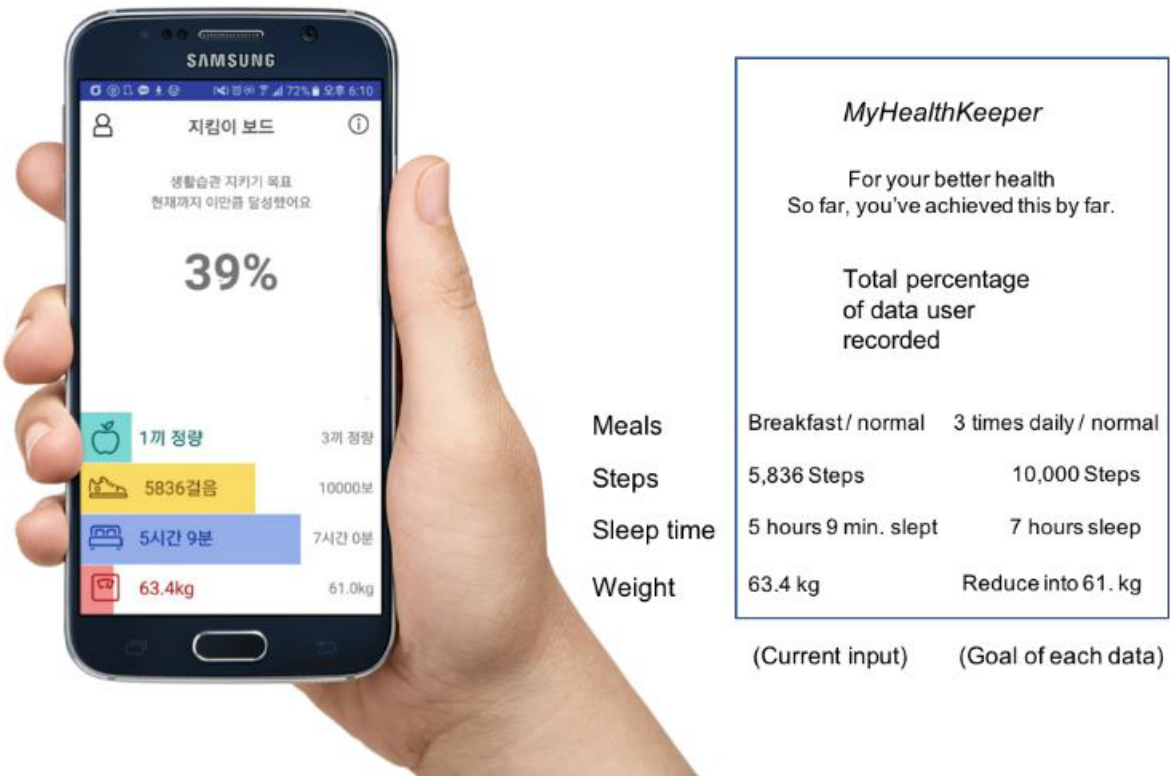 SAMSUNG
72% 오후 6:10
지킴이 보드
생활습관 지키기 목표
현재까지 이만큼 달성했어요
39%
1끼 정량 3끼 정량
5836걸음 10000보
5시간 9분 7시간 0분
63.4kg 61.0kg
MyHealthKeeper
For your better health
So far, you've achieved this by far.
Total percentage
of data user
recorded
Meals Breakfast / normal 3 times daily / normal
Steps 5,836 Steps 10,000 Steps
Sleep time 5 hours 9 min. slept 7 hours sleep
Weight 63.4 kg Reduce into 61. kg
(Current input) (Goal of each data)